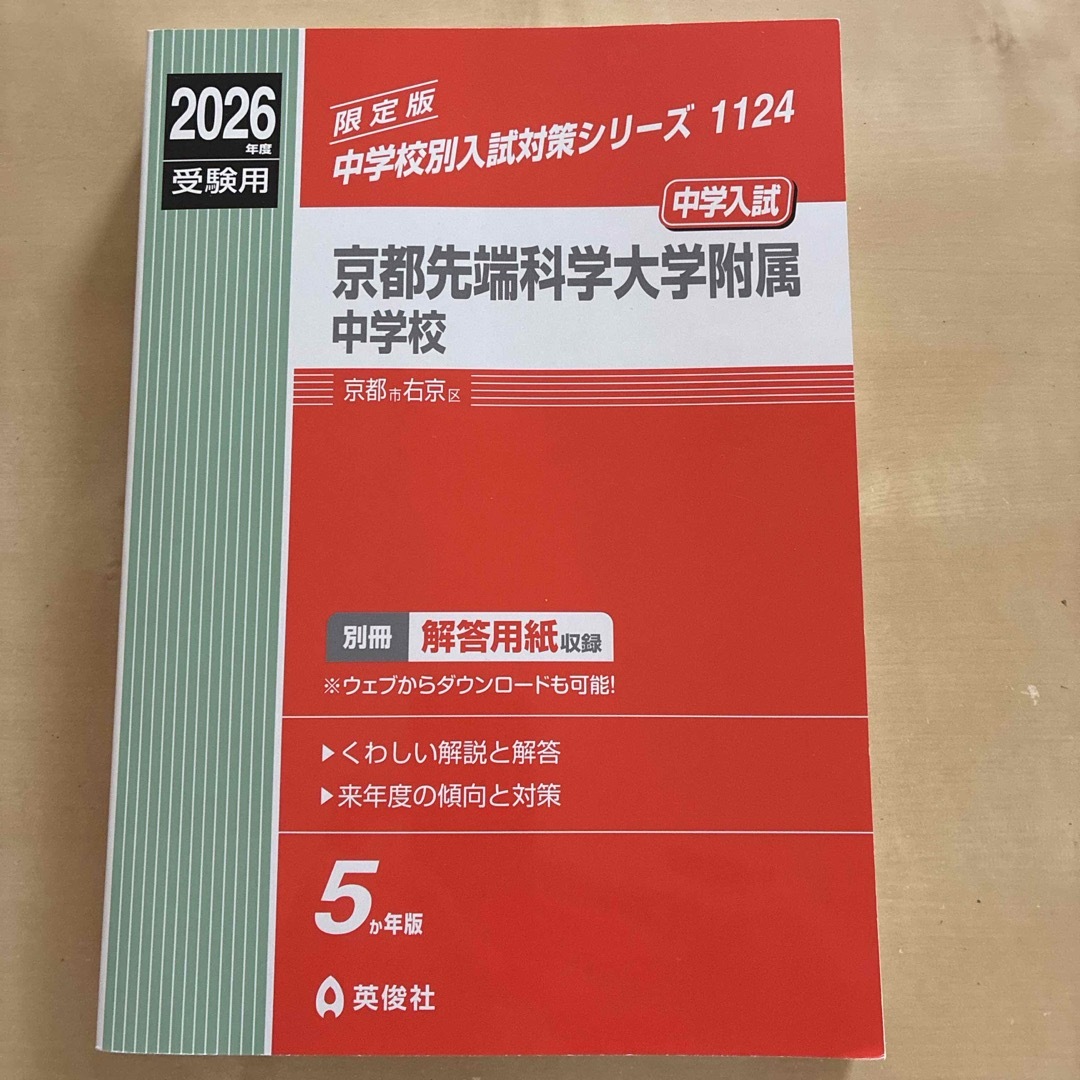 2026
年度
受験用
限定版
中学校別入試対策シリーズ 1124
中学入試
京都先端科学大学附属
中学校
京都市右京区
別冊 解答用紙収録
※ウェブからダウンロードも可能!
▶くわしい解説と解答
▶来年度の傾向と対策
5か年版
英俊社